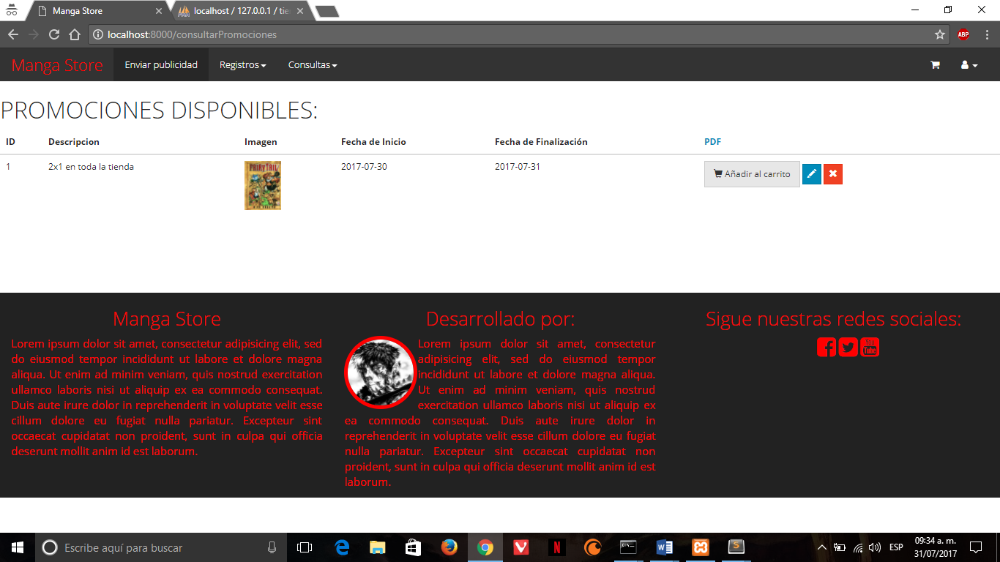 Manga Store
localhost / 127.0.0.1 / tie
localhost:8000/consultarPromociones
ABP
Manga Store
Enviar publicidad
Registros
Consultas
PROMOCIONES DISPONIBLES:
ID Descripcion Imagen Fecha de Inicio Fecha de Finalización PDF
1 2x1 en toda la tienda 2017-07-30 2017-07-31 Añadir al carrito
FAIRY TAIL
Manga Store
Lorem ipsum dolor sit amet, consectetur adipisicing elit, sed
do eiusmod tempor incididunt ut labore et dolore magna
aliqua. Ut enim ad minim veniam, quis nostrud exercitation
ullamco laboris nisi ut aliquip ex ea commodo consequat.
Duis aute irure dolor in reprehenderit in voluptate velit esse
cillum dolore eu fugiat nulla pariatur. Excepteur sint
occaecat cupidatat non proident, sunt in culpa qui officia
deserunt mollit anim id est laborum.
Desarrollado por:
Lorem ipsum dolor sit amet, consectetur
adipisicing elit, sed do eiusmod tempor
incididunt ut labore et dolore magna aliqua.
Ut enim ad minim veniam, quis nostrud
exercitation ullamco laboris nisi ut aliquip ex
ea commodo consequat. Duis aute irure dolor in
reprehenderit in voluptate velit esse cillum dolore eu fugiat
nulla pariatur. Excepteur sint occaecat cupidatat non
proident, sunt in culpa qui officia deserunt mollit anim id est
laborum.
Sigue nuestras redes sociales:
You Tube
Escribe aquí para buscar
ESP
09:34 a. m.
31/07/2017